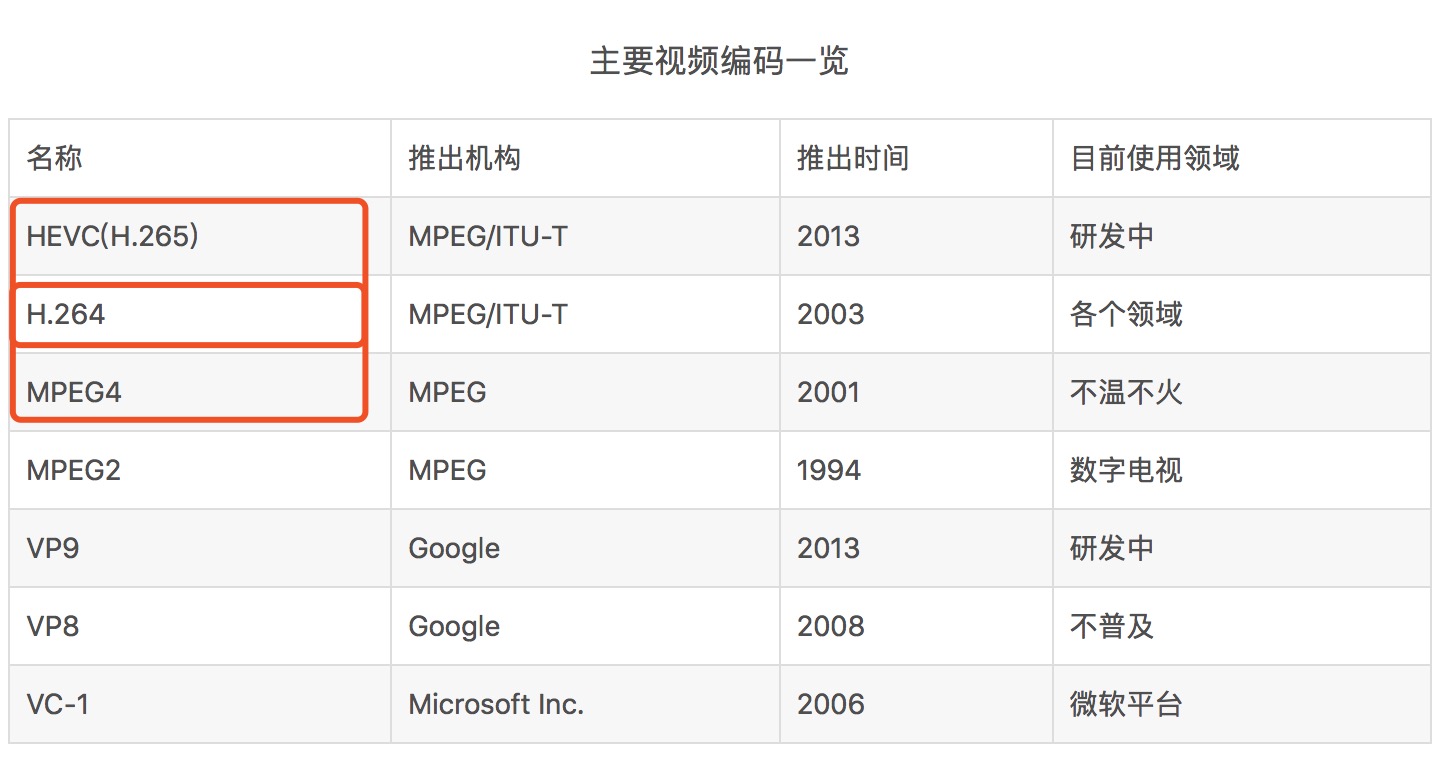 主要视频编码一览
名称 推出机构 推出时间 目前使用领域
HEVC(H.265) MPEG/ITU-T 2013 研发中
H.264 MPEG/ITU-T 2003 各个领域
MPEG4 MPEG 2001 不温不火
MPEG2 MPEG 1994 数字电视
VP9 Google 2013 研发中
VP8 Google 2008 不普及
VC-1 Microsoft Inc. 2006 微软平台